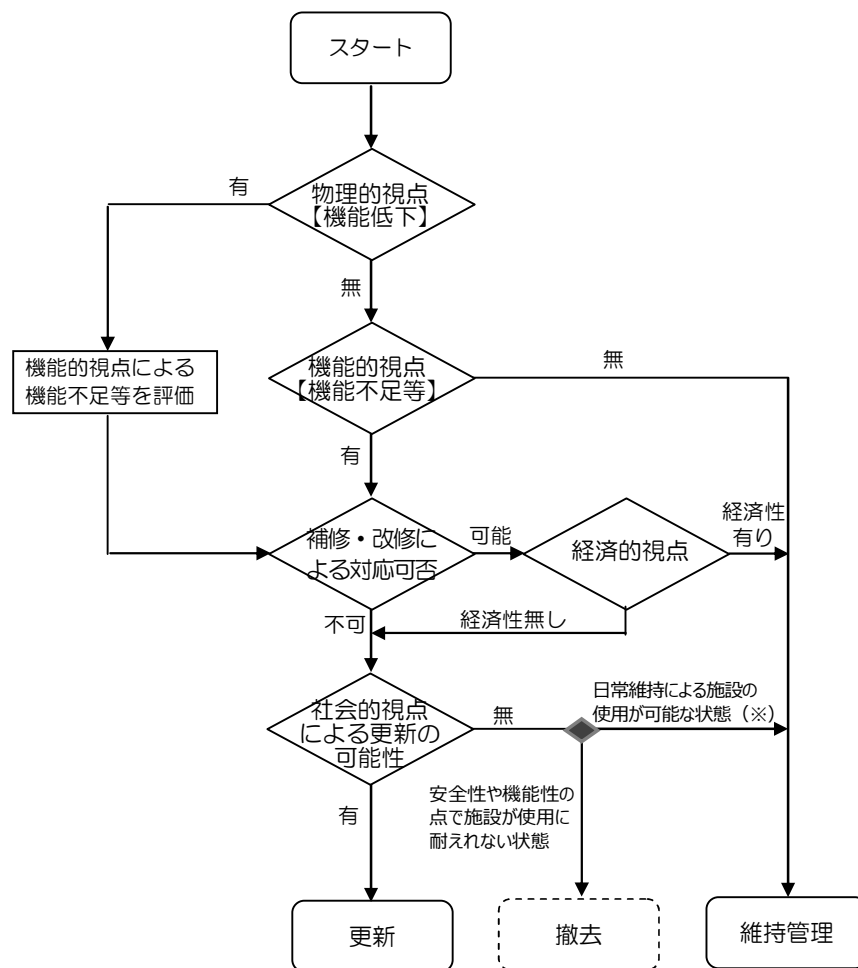 スタート
有
物理的視点
【機能低下】
無
機能的視点による
機能不足等を評価
機能的視点
【機能不足等】
無
有
補修・改修に
よる対応可否
可能
経済的視点
経済性
有り
不可
経済性無し
社会的視点
による更新の
可能性
無
日常維持による施設の
使用が可能な状態（※）
有
安全性や機能性の
点で施設が使用に
耐えれない状態
更新
撤去
維持管理